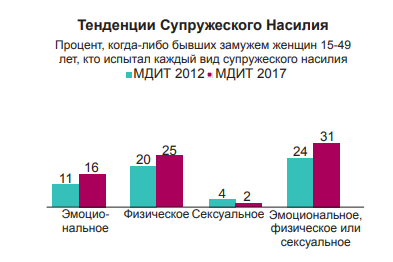 Тенденции Супружеского Насилия
Процент, когда-либо бывших замужем женщин 15-49
лет, кто испытал каждый вид супружеского насилия
МДИТ 2012 МДИТ 2017
11 16 20 25 4 2 24 31
Эмоцио-
нальное
Физическое Сексуальное
Эмоциональное,
физическое или
сексуальное